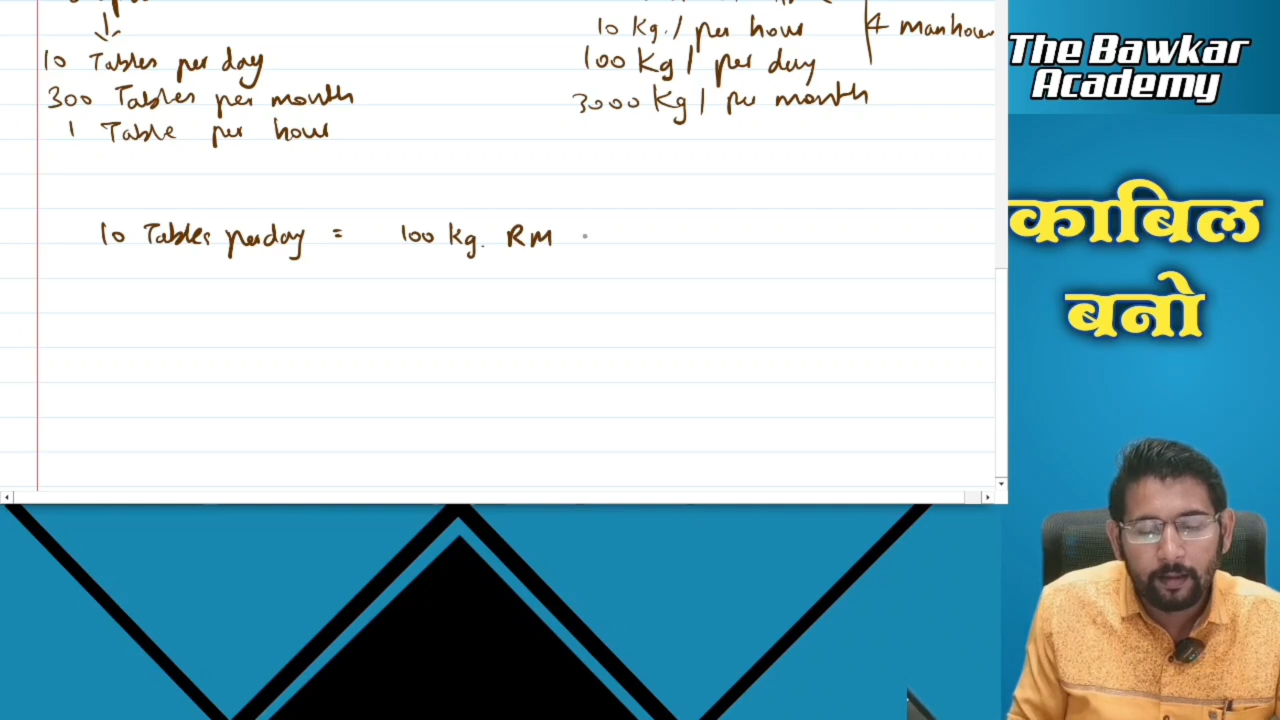 10 Kg./ per hour
4 manhour
10 Tables per day
100 Kg/ per day
300 Tables per month
3000 Kg/ per month
1 Table per hour
10 Tables per day = 100 Kg. RM
The Bawkar
Academy
काबिल
बनो